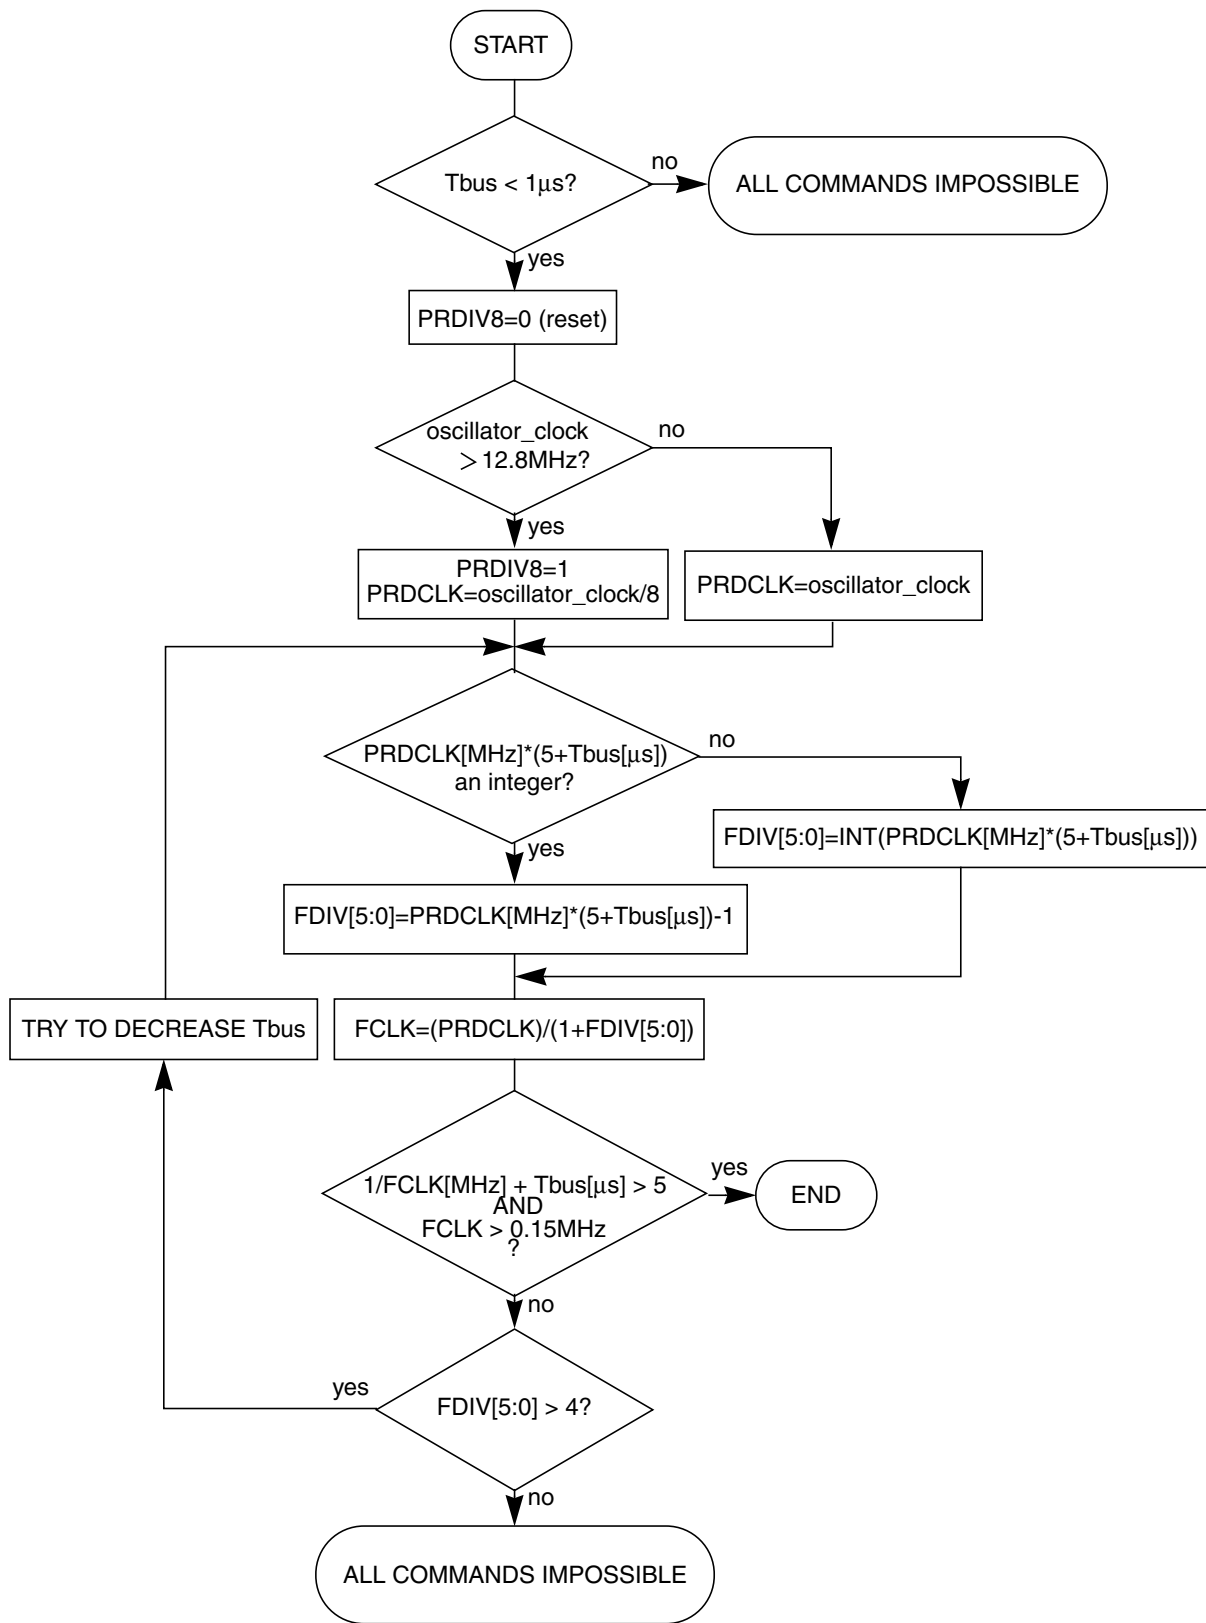 START
Tbus < 1μs?
no
ALL COMMANDS IMPOSSIBLE
yes
PRDIV8=0 (reset)
oscillator_clock
> 12.8MHz?
no
yes
PRDIV8=1
PRDCLK=oscillator_clock/8
PRDCLK=oscillator_clock
PRDCLK[MHz]*(5+Tbus[μs])
an integer?
no
yes
FDIV[5:0]=INT(PRDCLK[MHz]*(5+Tbus[μs]))
FDIV[5:0]=PRDCLK[MHz]*(5+Tbus[μs])-1
TRY TO DECREASE Tbus
FCLK=(PRDCLK)/(1+FDIV[5:0])
1/FCLK[MHz] + Tbus[μs] > 5
AND
FCLK > 0.15MHz
?
yes
END
no
FDIV[5:0] > 4?
yes
no
ALL COMMANDS IMPOSSIBLE